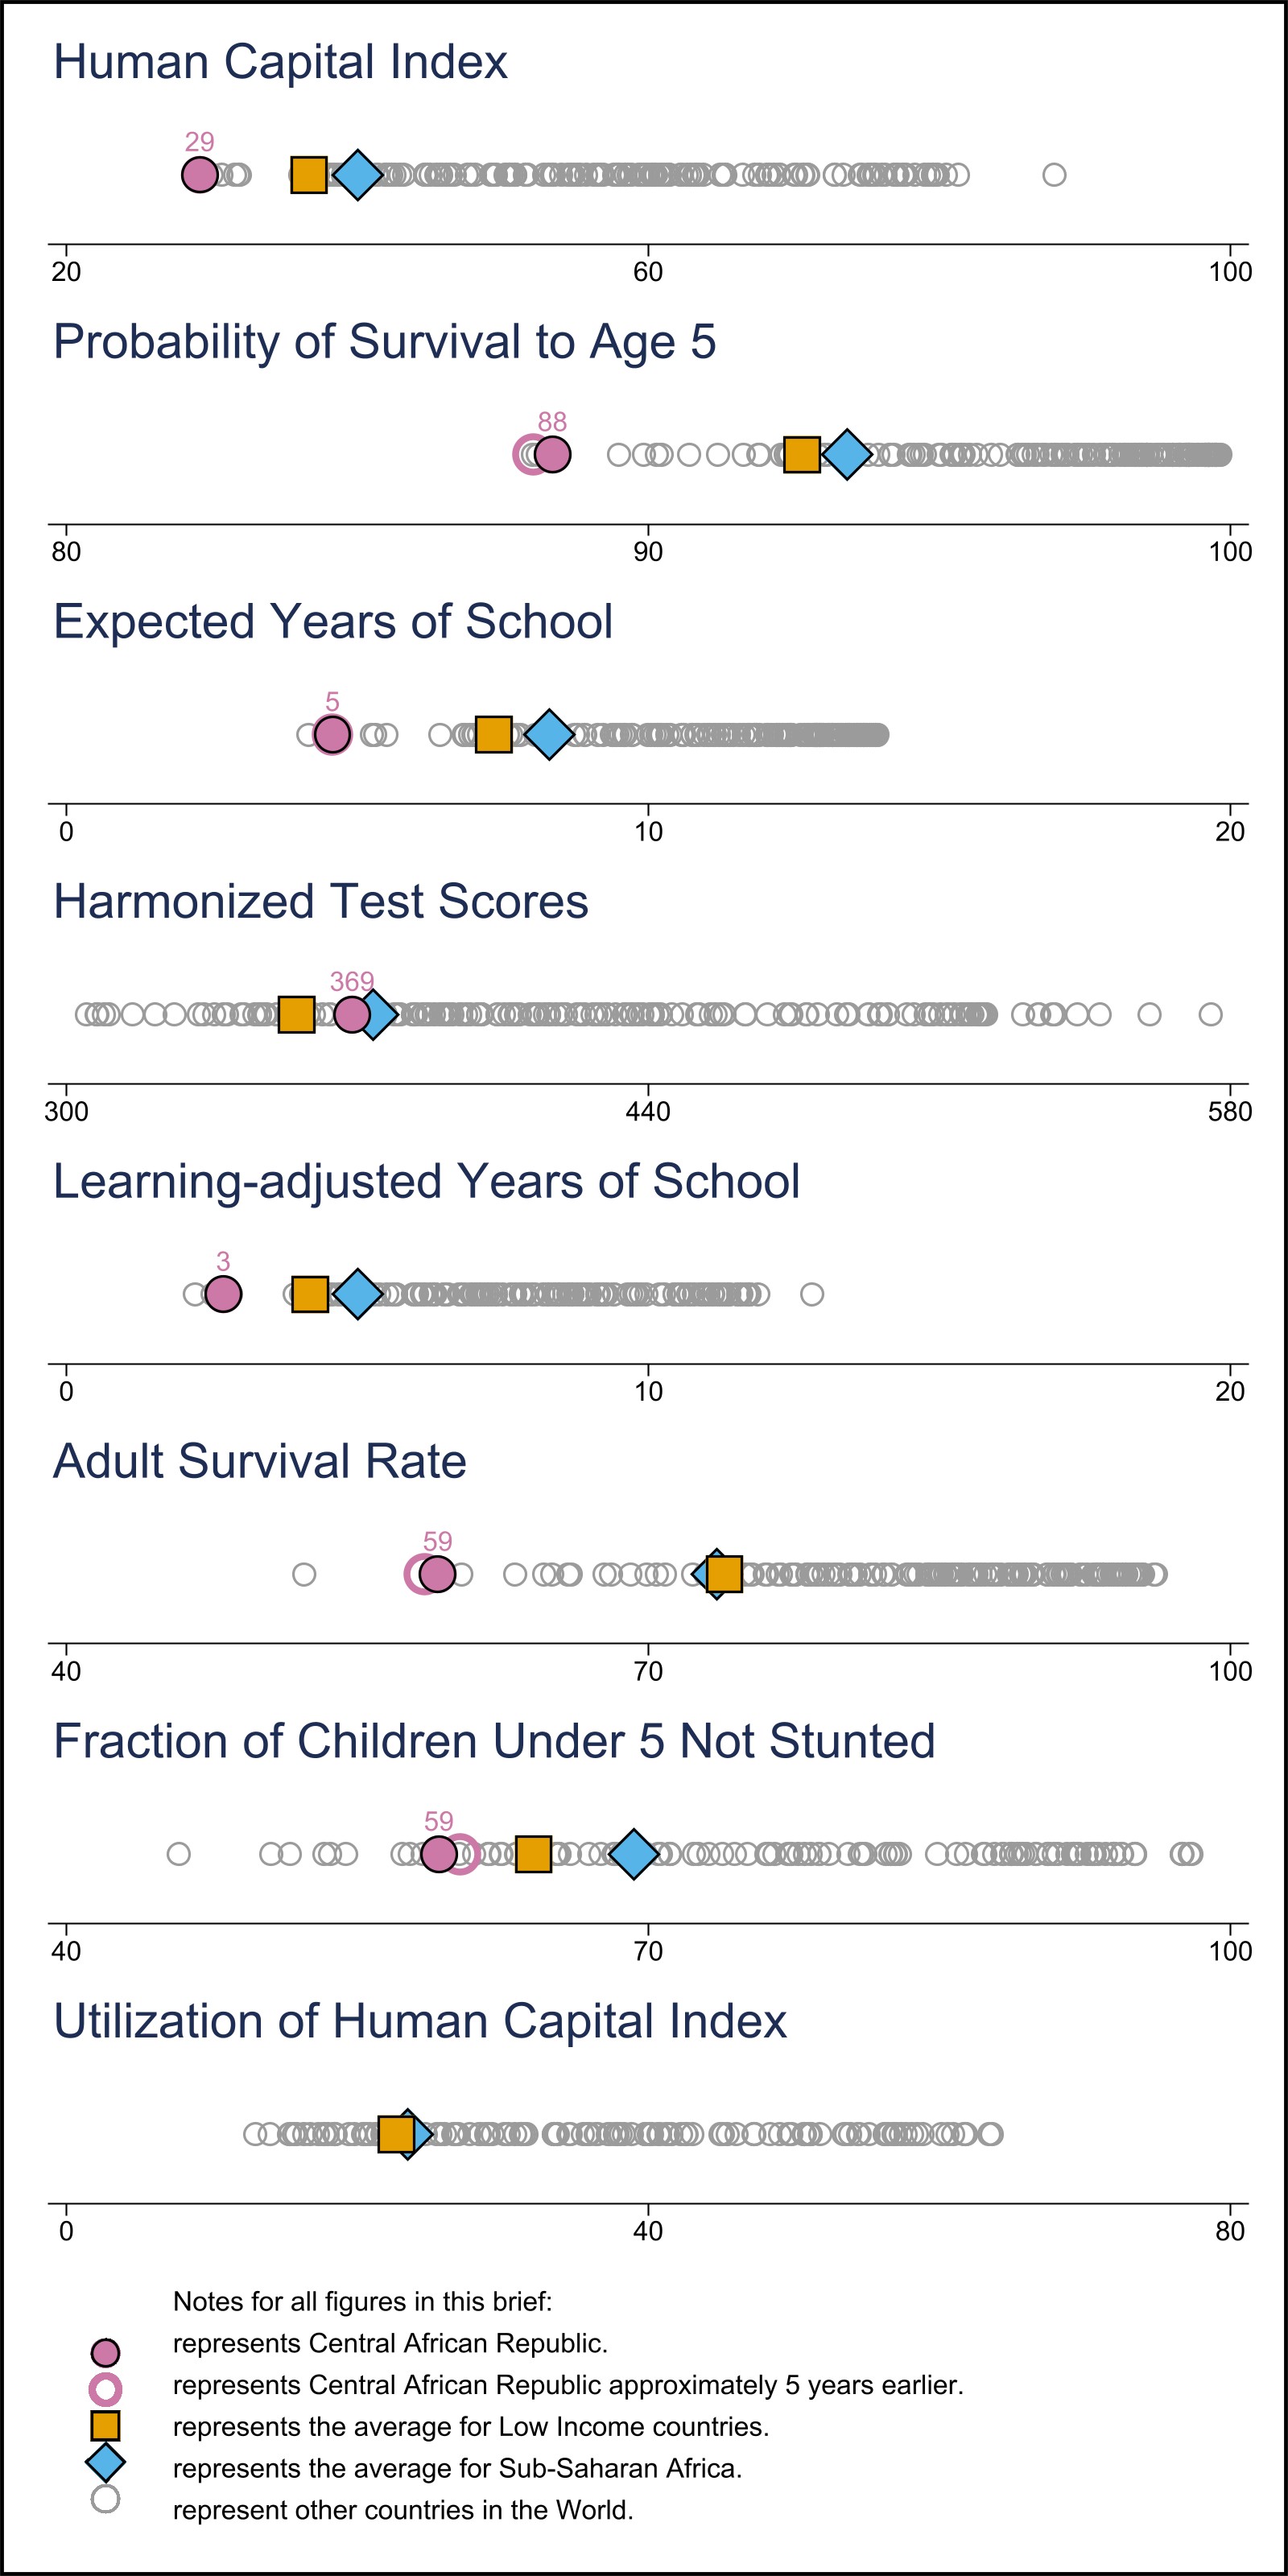 Human Capital Index
29
20 60 100
Probability of Survival to Age 5
88
80 90 100
Expected Years of School
5
0 10 20
Harmonized Test Scores
369
300 440 580
Learning-adjusted Years of School
3
0 10 20
Adult Survival Rate
59
40 70 100
Fraction of Children Under 5 Not Stunted
59
40 70 100
Utilization of Human Capital Index
0 40 80
Notes for all figures in this brief:
represents Central African Republic.
represents Central African Republic approximately 5 years earlier.
represents the average for Low Income countries.
represents the average for Sub-Saharan Africa.
represent other countries in the World.